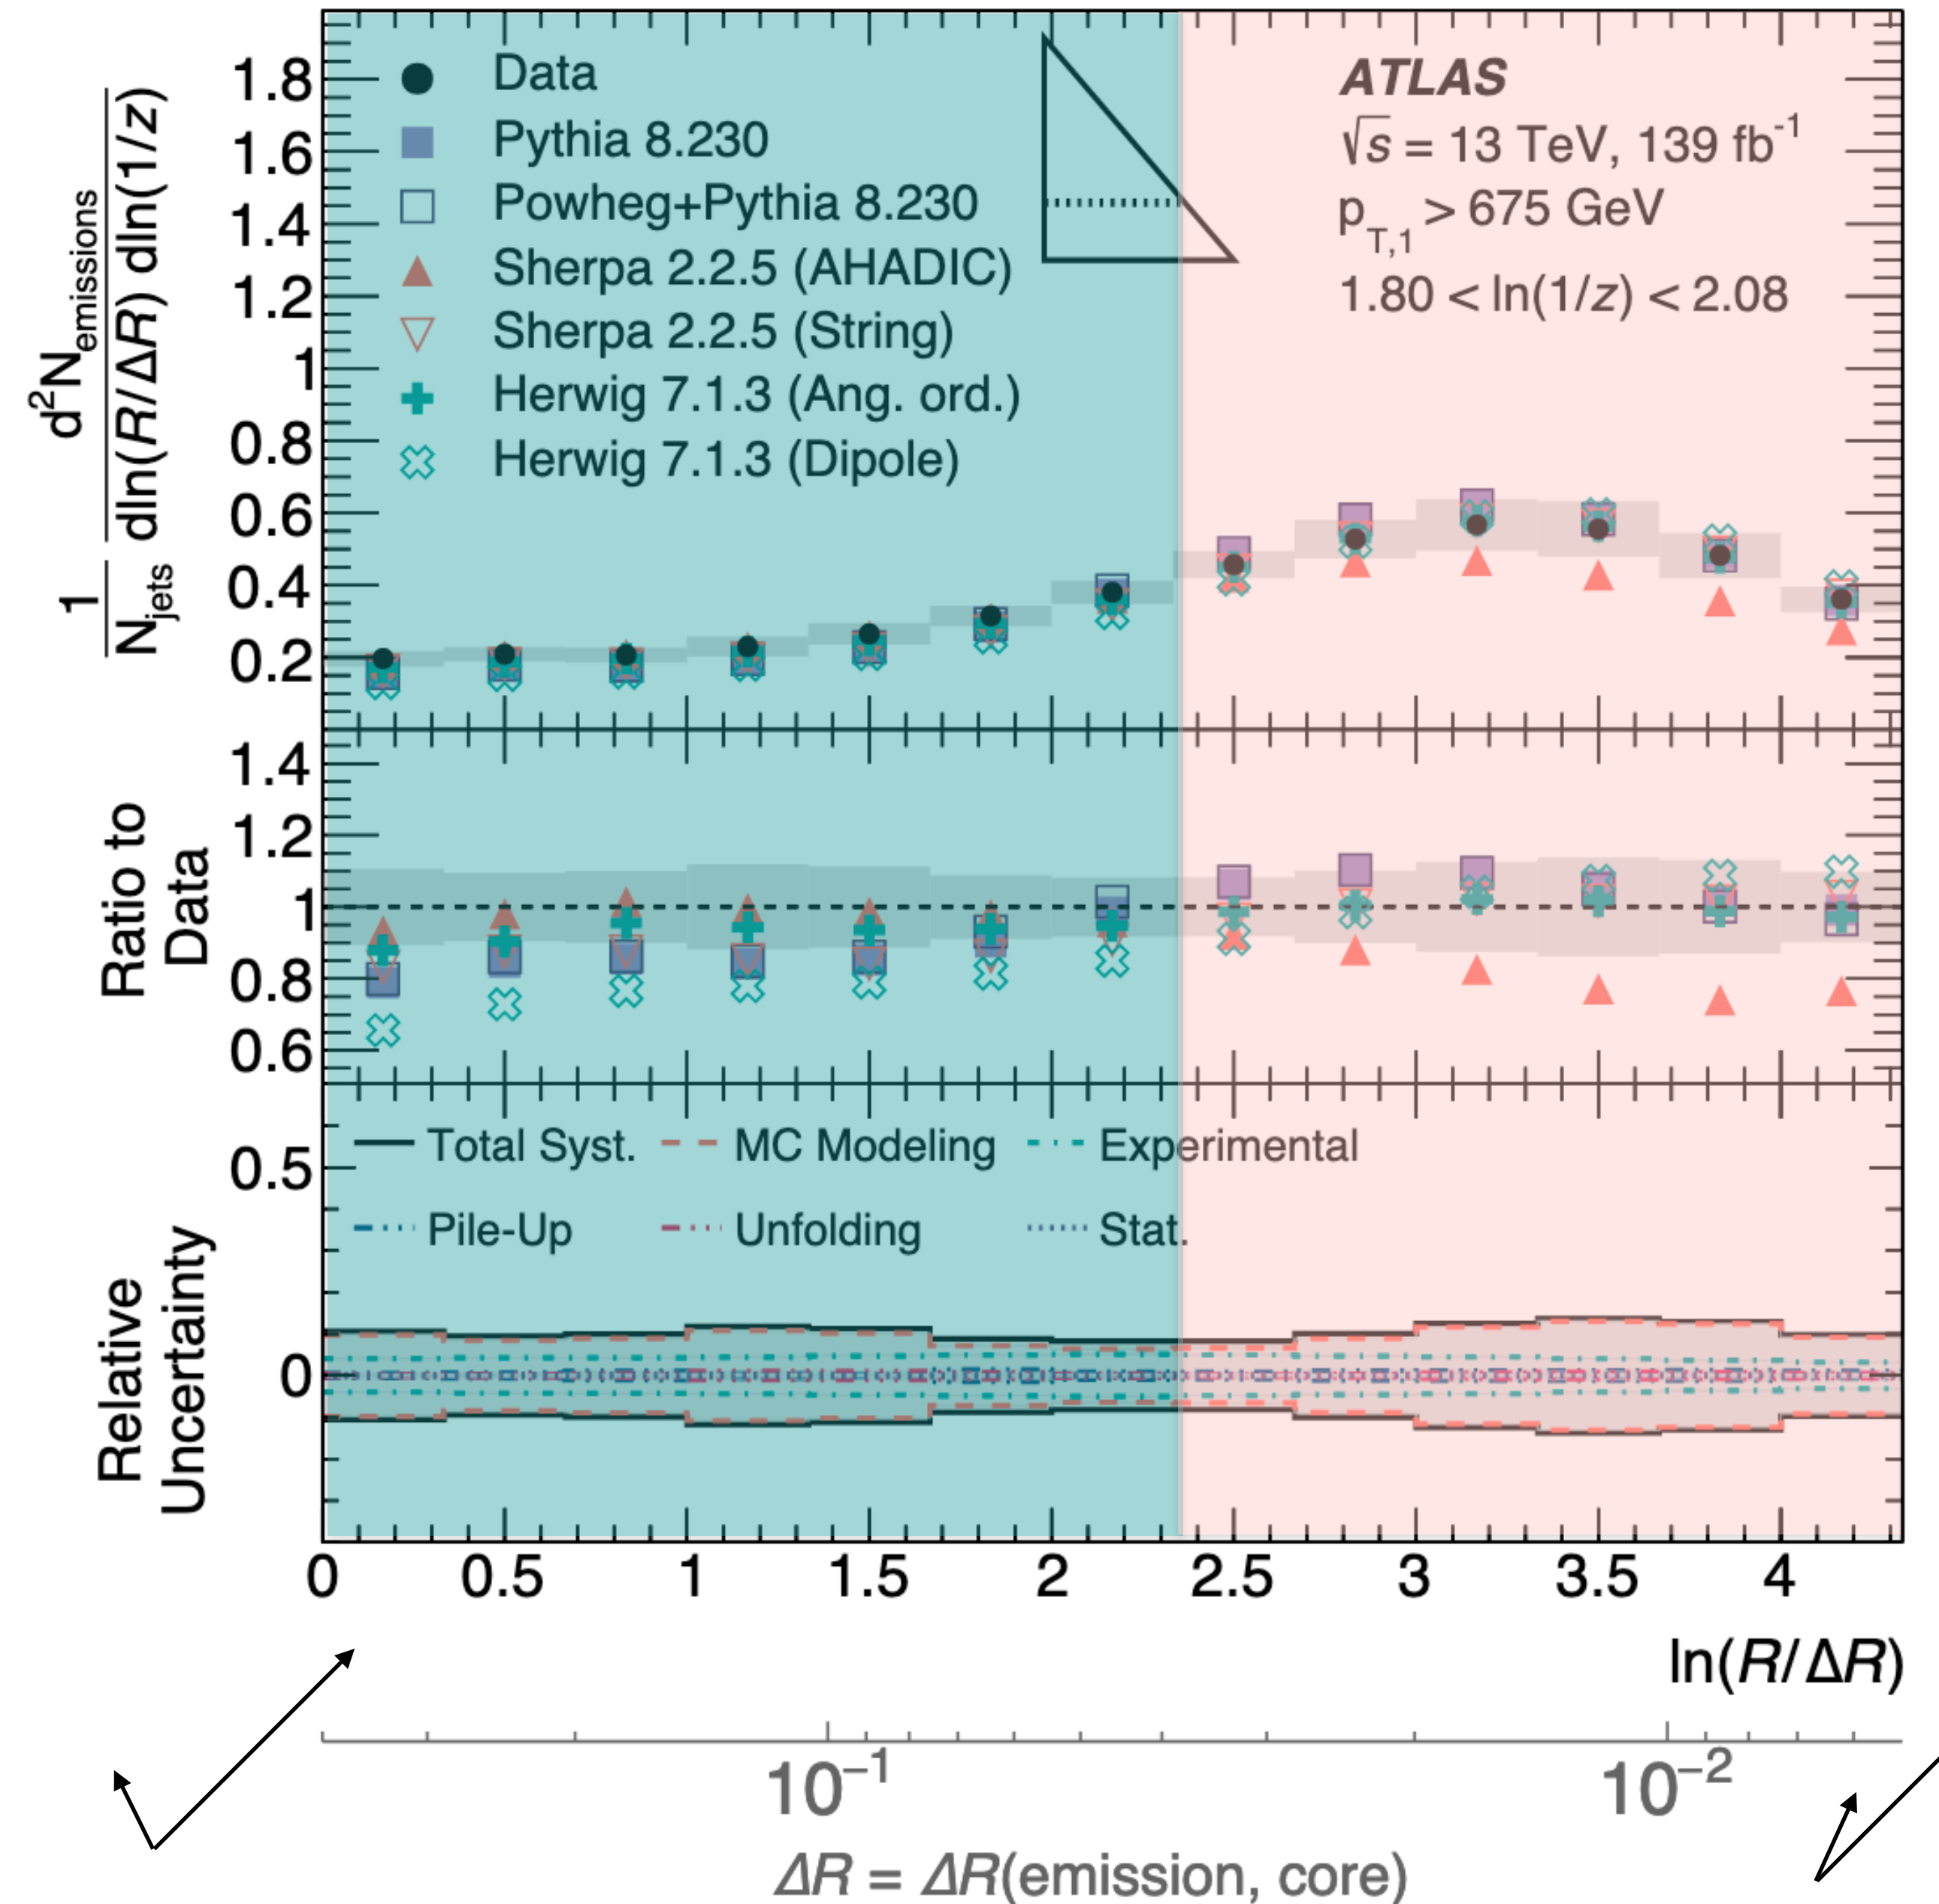 1.8
1.6
1.4
1.2
1
0.8
0.6
0.4
0.2
1/N_jets d²N_emissions / dln(R/ΔR) dln(1/z)
Data
Pythia 8.230
Powheg+Pythia 8.230
Sherpa 2.2.5 (AHADIC)
Sherpa 2.2.5 (String)
Herwig 7.1.3 (Ang. ord.)
Herwig 7.1.3 (Dipole)
ATLAS
√s = 13 TeV, 139 fb⁻¹
p_T,1 > 675 GeV
1.80 < ln(1/z) < 2.08
Ratio to
Data
1.4
1.2
1
0.8
0.6
Relative
Uncertainty
0.5
0
Total Syst. MC Modeling Experimental
Pile-Up Unfolding Stat.
0 0.5 1 1.5 2 2.5 3 3.5 4
ln(R/ΔR)
10⁻¹ 10⁻²
ΔR = ΔR(emission, core)